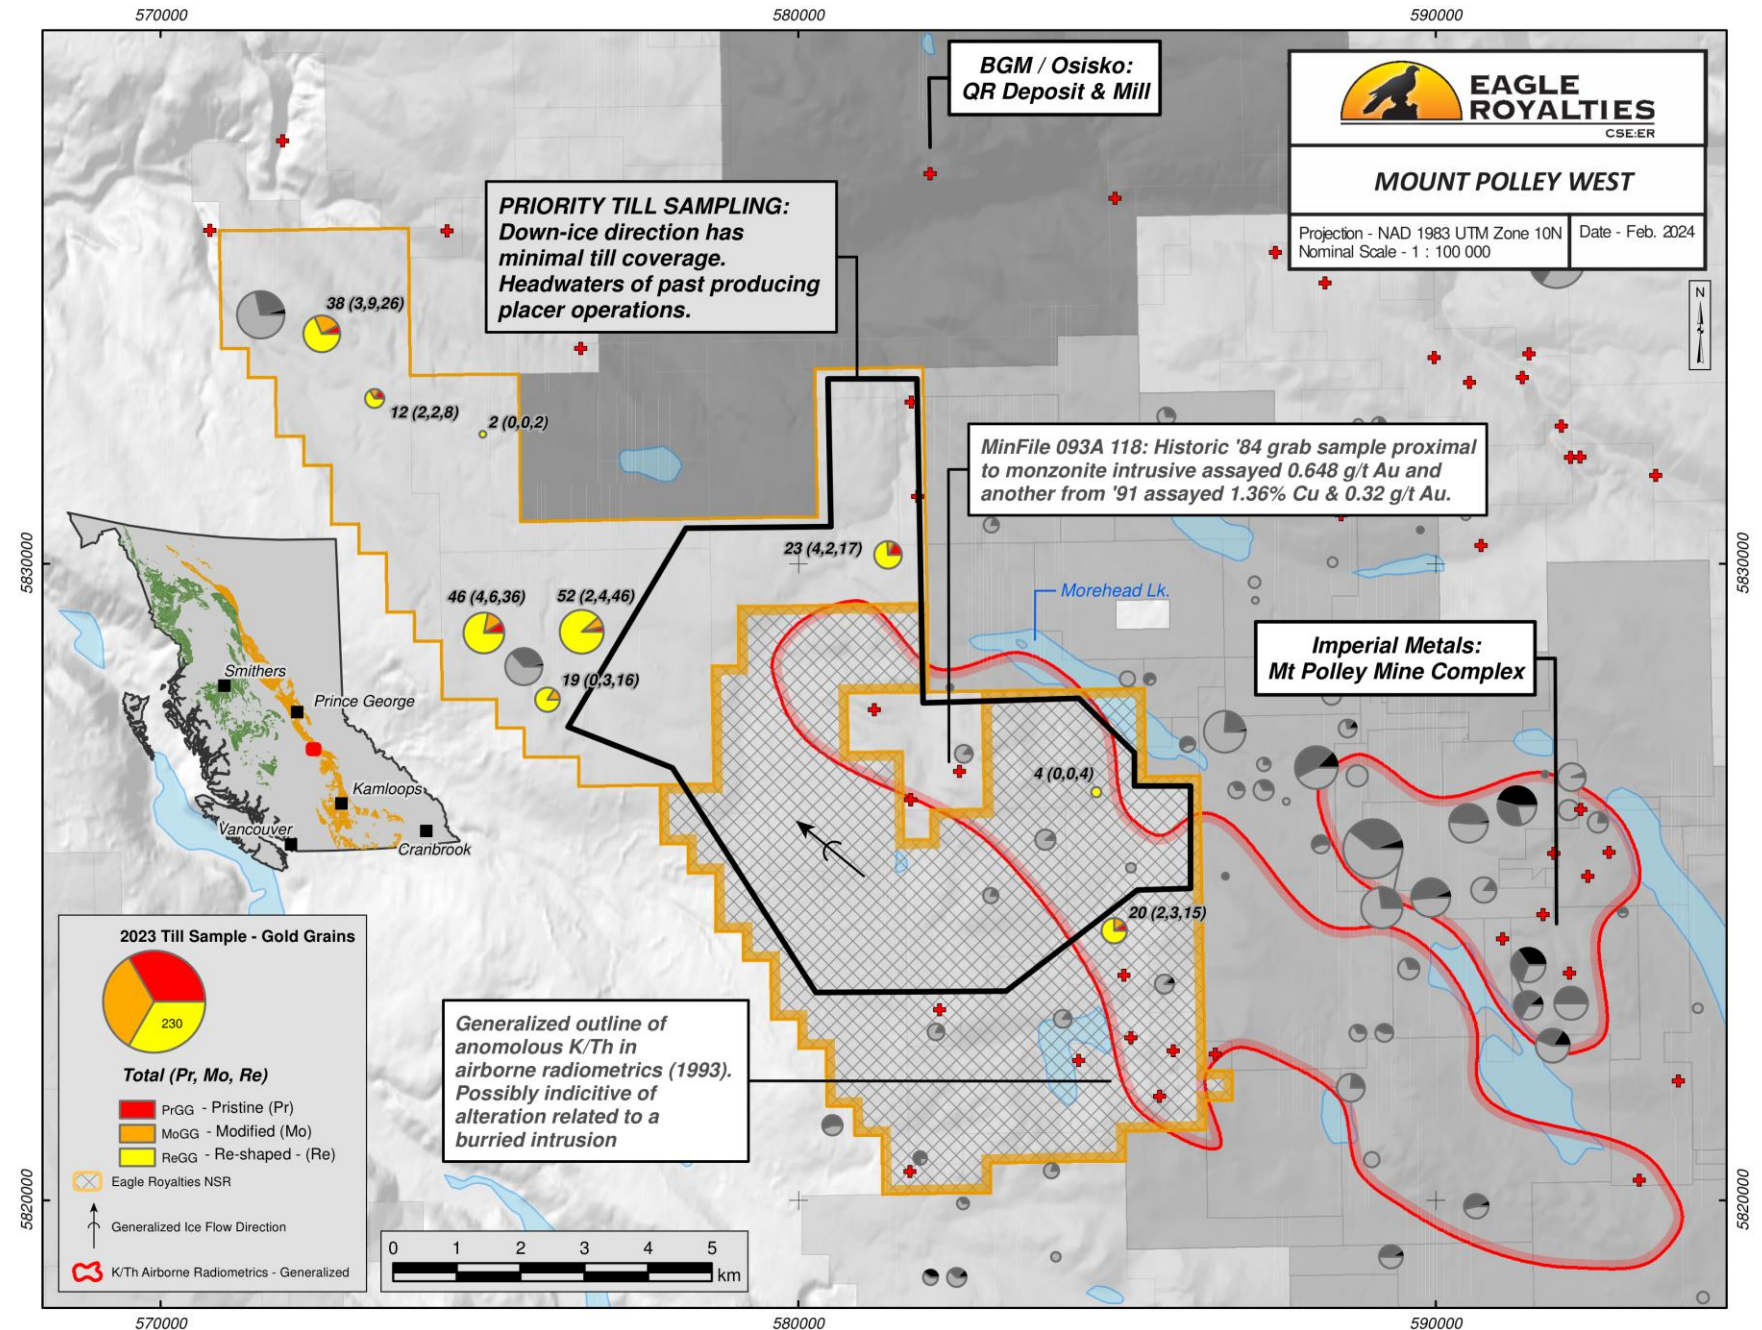 570000
580000
590000
BGM / Osisko:
QR Deposit & Mill
EAGLE
ROYALTIES
CSE:ER
MOUNT POLLEY WEST
Projection - NAD 1983 UTM Zone 10N
Nominal Scale - 1 : 100 000
Date - Feb. 2024
N
PRIORITY TILL SAMPLING:
Down-ice direction has
minimal till coverage.
Headwaters of past producing
placer operations.
38 (3,9,26)
12 (2,2,8)
2 (0,0,2)
MinFile 093A 118: Historic '84 grab sample proximal
to monzonite intrusive assayed 0.648 g/t Au and
another from '91 assayed 1.36% Cu & 0.32 g/t Au.
23 (4,2,17)
5830000
5830000
46 (4,6,36)
52 (2,4,46)
19 (0,3,16)
Morehead Lk.
Imperial Metals:
Mt Polley Mine Complex
Smithers
Prince George
Kamloops
Vancouver
Cranbrook
4 (0,0,4)
20 (2,3,15)
2023 Till Sample - Gold Grains
230
Total (Pr, Mo, Re)
PrGG - Pristine (Pr)
MoGG - Modified (Mo)
ReGG - Re-shaped - (Re)
Eagle Royalties NSR
Generalized Ice Flow Direction
K/Th Airborne Radiometrics - Generalized
Generalized outline of
anomolous K/Th in
airborne radiometrics (1993).
Possibly indicitive of
alteration related to a
burried intrusion
5820000
5820000
0 1 2 3 4 5
km
570000
580000
590000